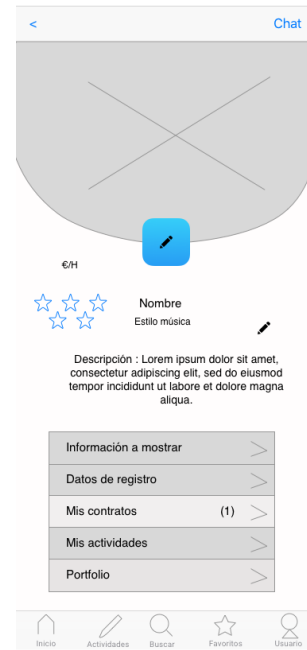 < Chat
€/H
Nombre
Estilo música
Descripción : Lorem ipsum dolor sit amet,
consectetur adipiscing elit, sed do eiusmod
tempor incididunt ut labore et dolore magna
aliqua.
Información a mostrar
Datos de registro
Mis contratos (1)
Mis actividades
Portfolio
Inicio Actividades Buscar Favoritos Usuario